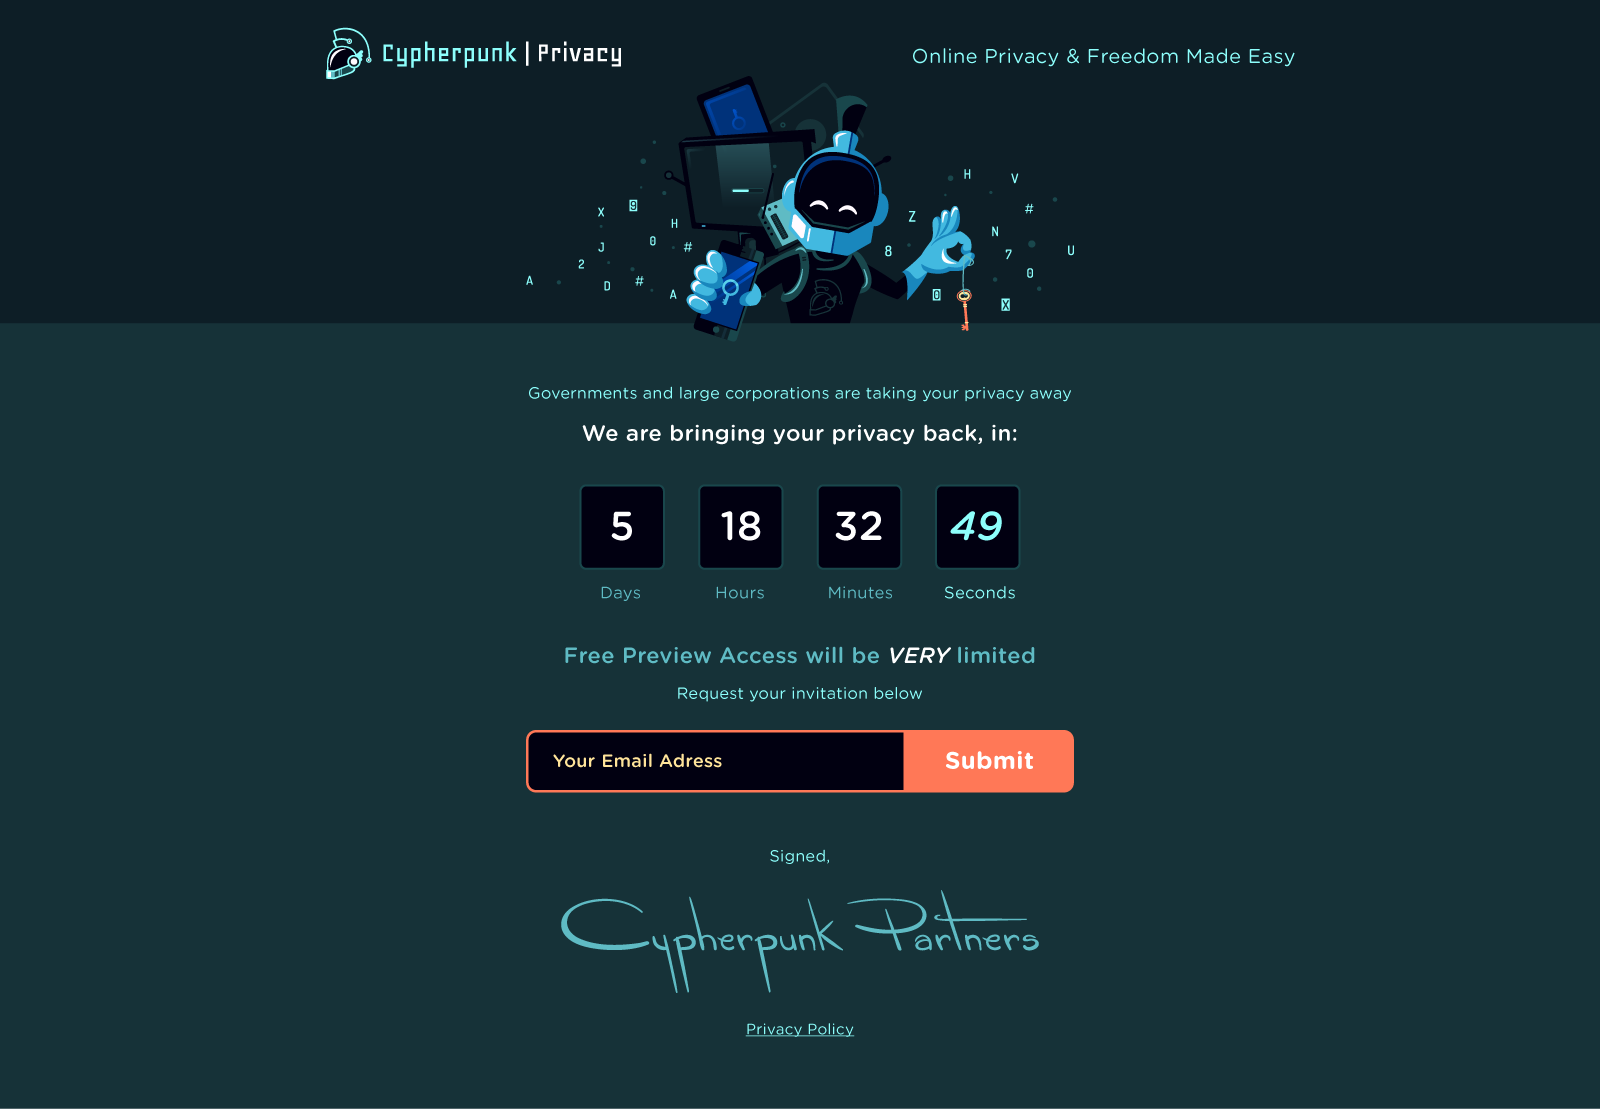 Cypherpunk | Privacy
Online Privacy & Freedom Made Easy
H V
X 9 H Z #
J 0 # 8 N 7 U
A 2 D # A 0
0 X
Governments and large corporations are taking your privacy away
We are bringing your privacy back, in:
5 18 32 49
Days Hours Minutes Seconds
Free Preview Access will be VERY limited
Request your invitation below
Your Email Adress
Submit
Signed,
Cypherpunk Partners
Privacy Policy